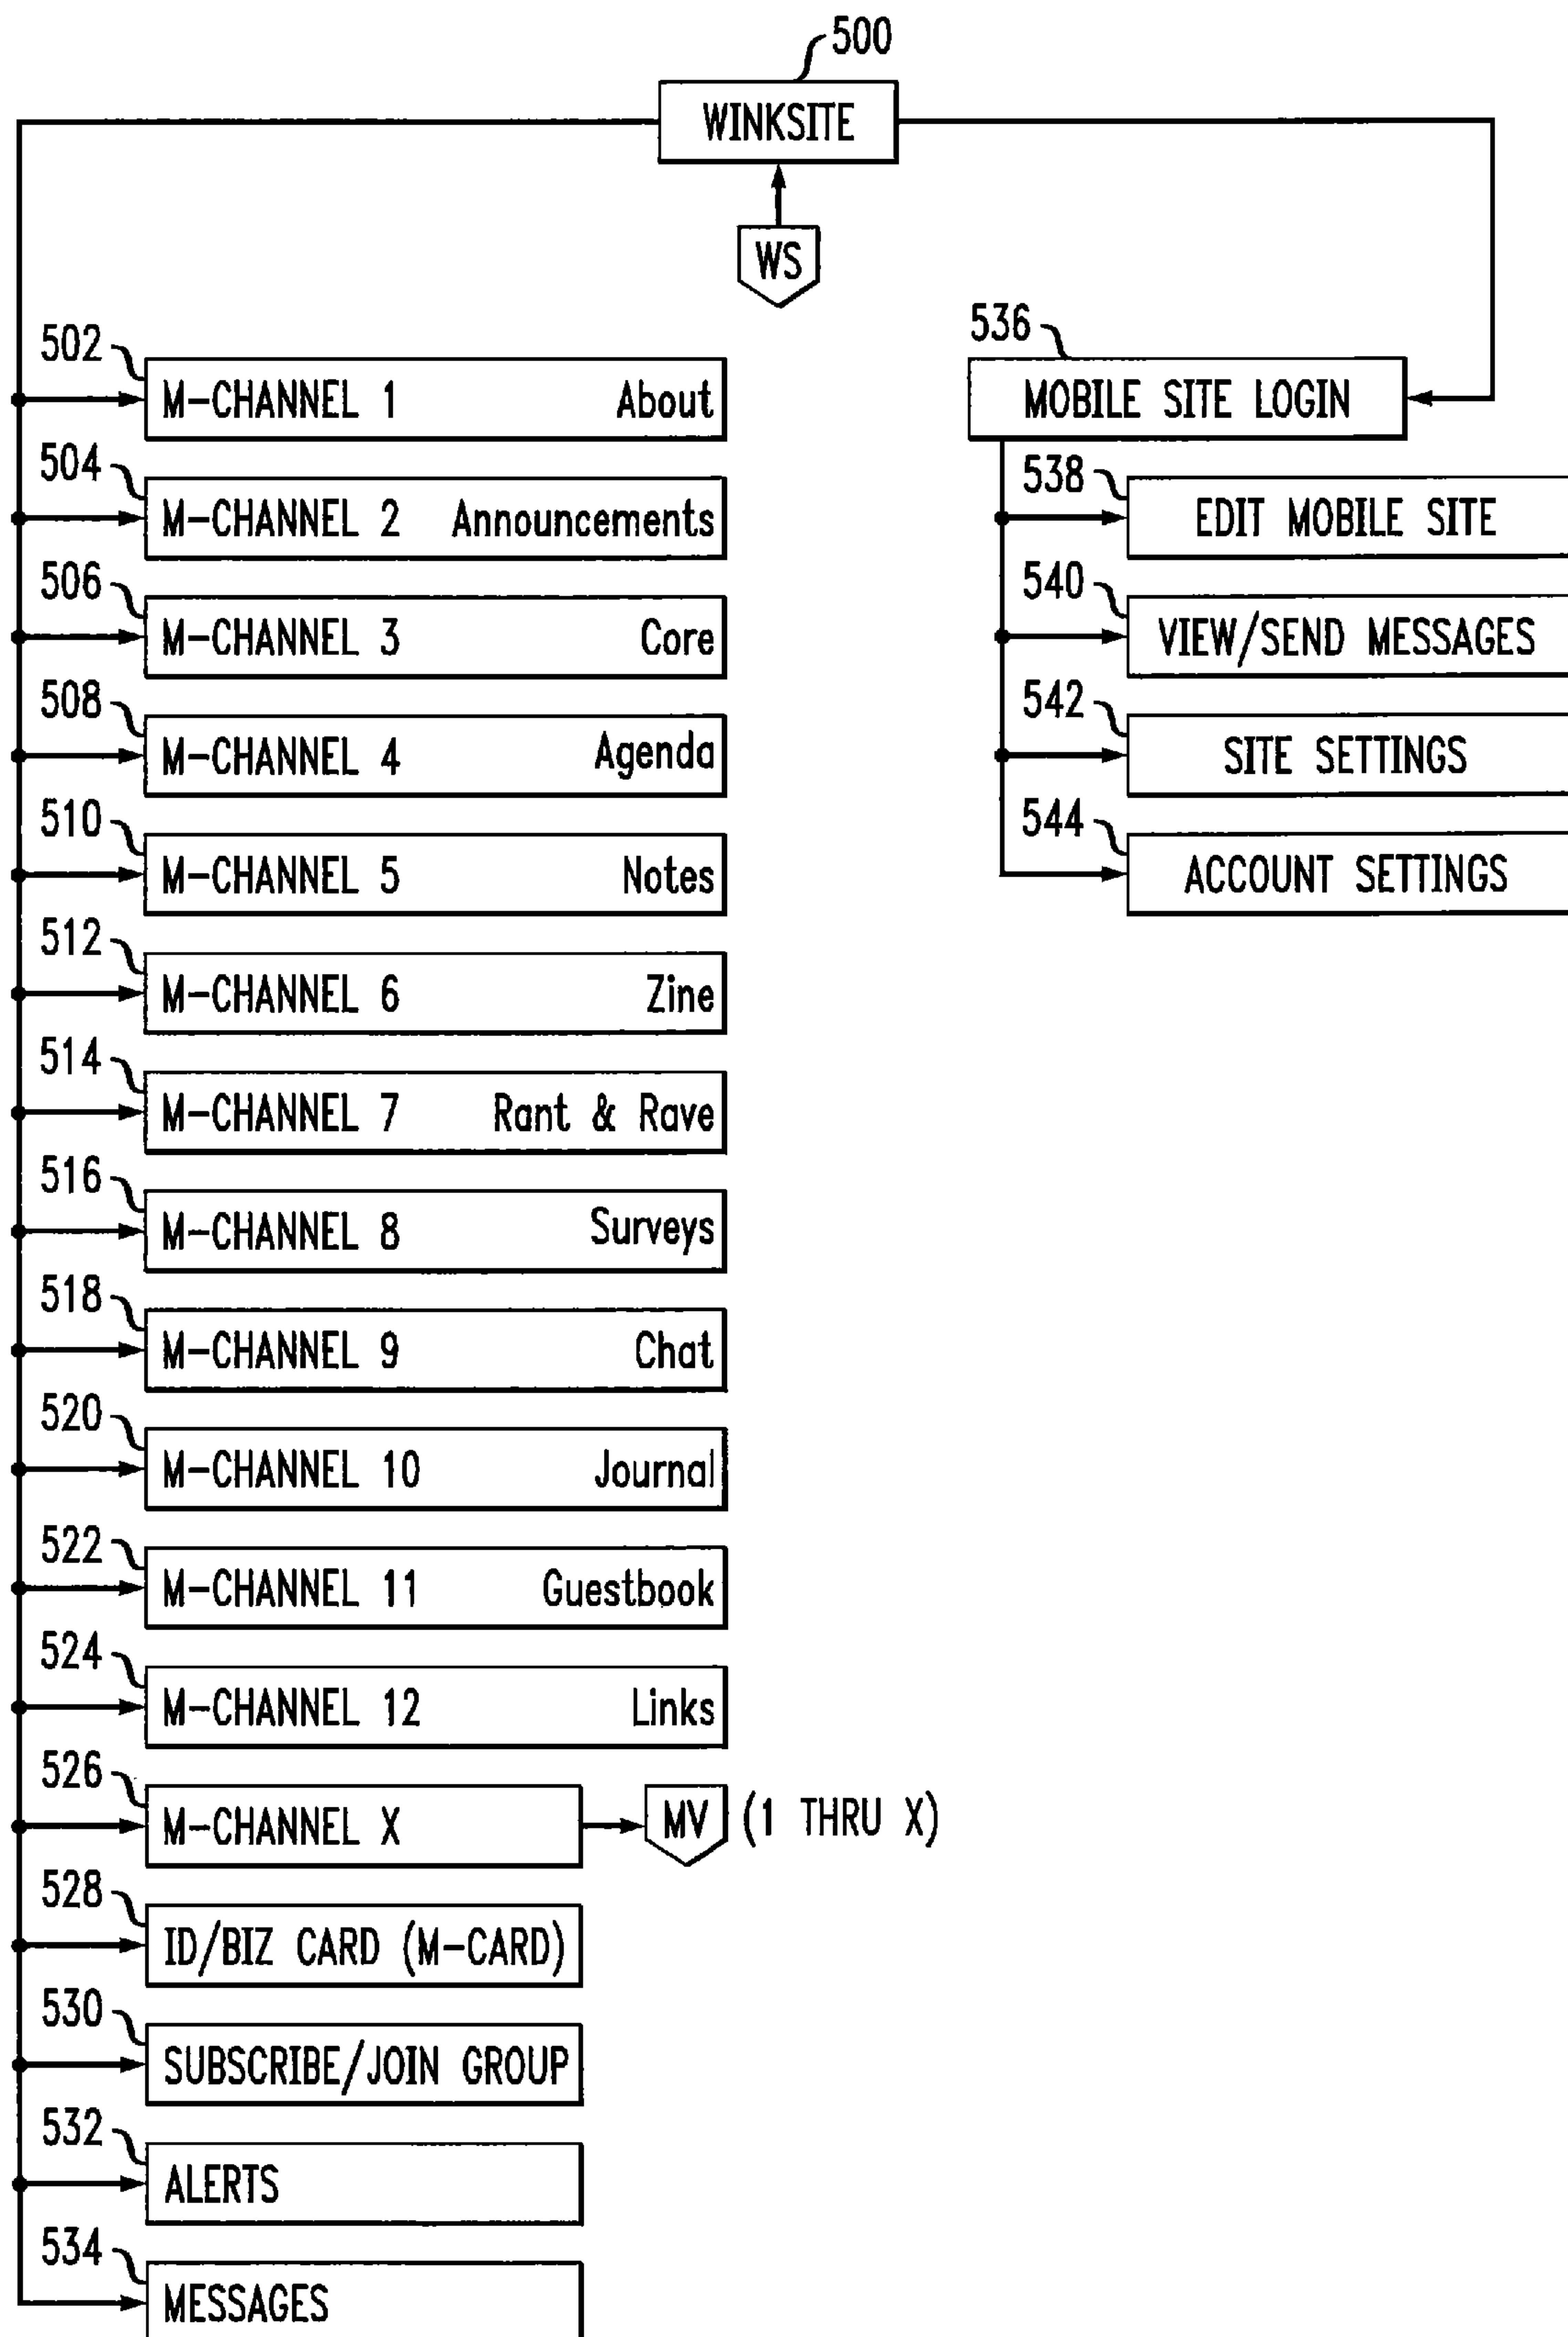 500
WINKSITE
WS
502
M-CHANNEL 1 About
504
M-CHANNEL 2 Announcements
506
M-CHANNEL 3 Core
508
M-CHANNEL 4 Agenda
510
M-CHANNEL 5 Notes
512
M-CHANNEL 6 Zine
514
M-CHANNEL 7 Rant & Rave
516
M-CHANNEL 8 Surveys
518
M-CHANNEL 9 Chat
520
M-CHANNEL 10 Journal
522
M-CHANNEL 11 Guestbook
524
M-CHANNEL 12 Links
526
M-CHANNEL X
MV (1 THRU X)
528
ID/BIZ CARD (M-CARD)
530
SUBSCRIBE/JOIN GROUP
532
ALERTS
534
MESSAGES
536
MOBILE SITE LOGIN
538
EDIT MOBILE SITE
540
VIEW/SEND MESSAGES
542
SITE SETTINGS
544
ACCOUNT SETTINGS